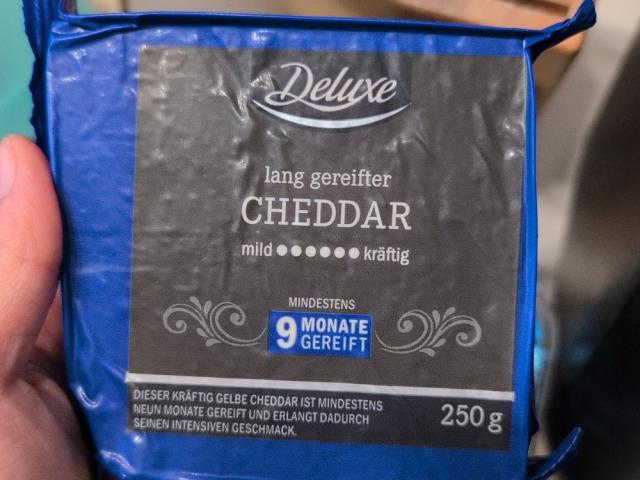 Deluxe
lang gereifter
CHEDDAR
mild ●●●●●● kräftig
MINDESTENS
9 MONATE
GEREIFT
DIESER KRÄFTIG GELBE CHEDDAR IST MINDESTENS
NEUN MONATE GEREIFT UND ERLANGT DADURCH
SEINEN INTENSIVEN GESCHMACK.
250 g